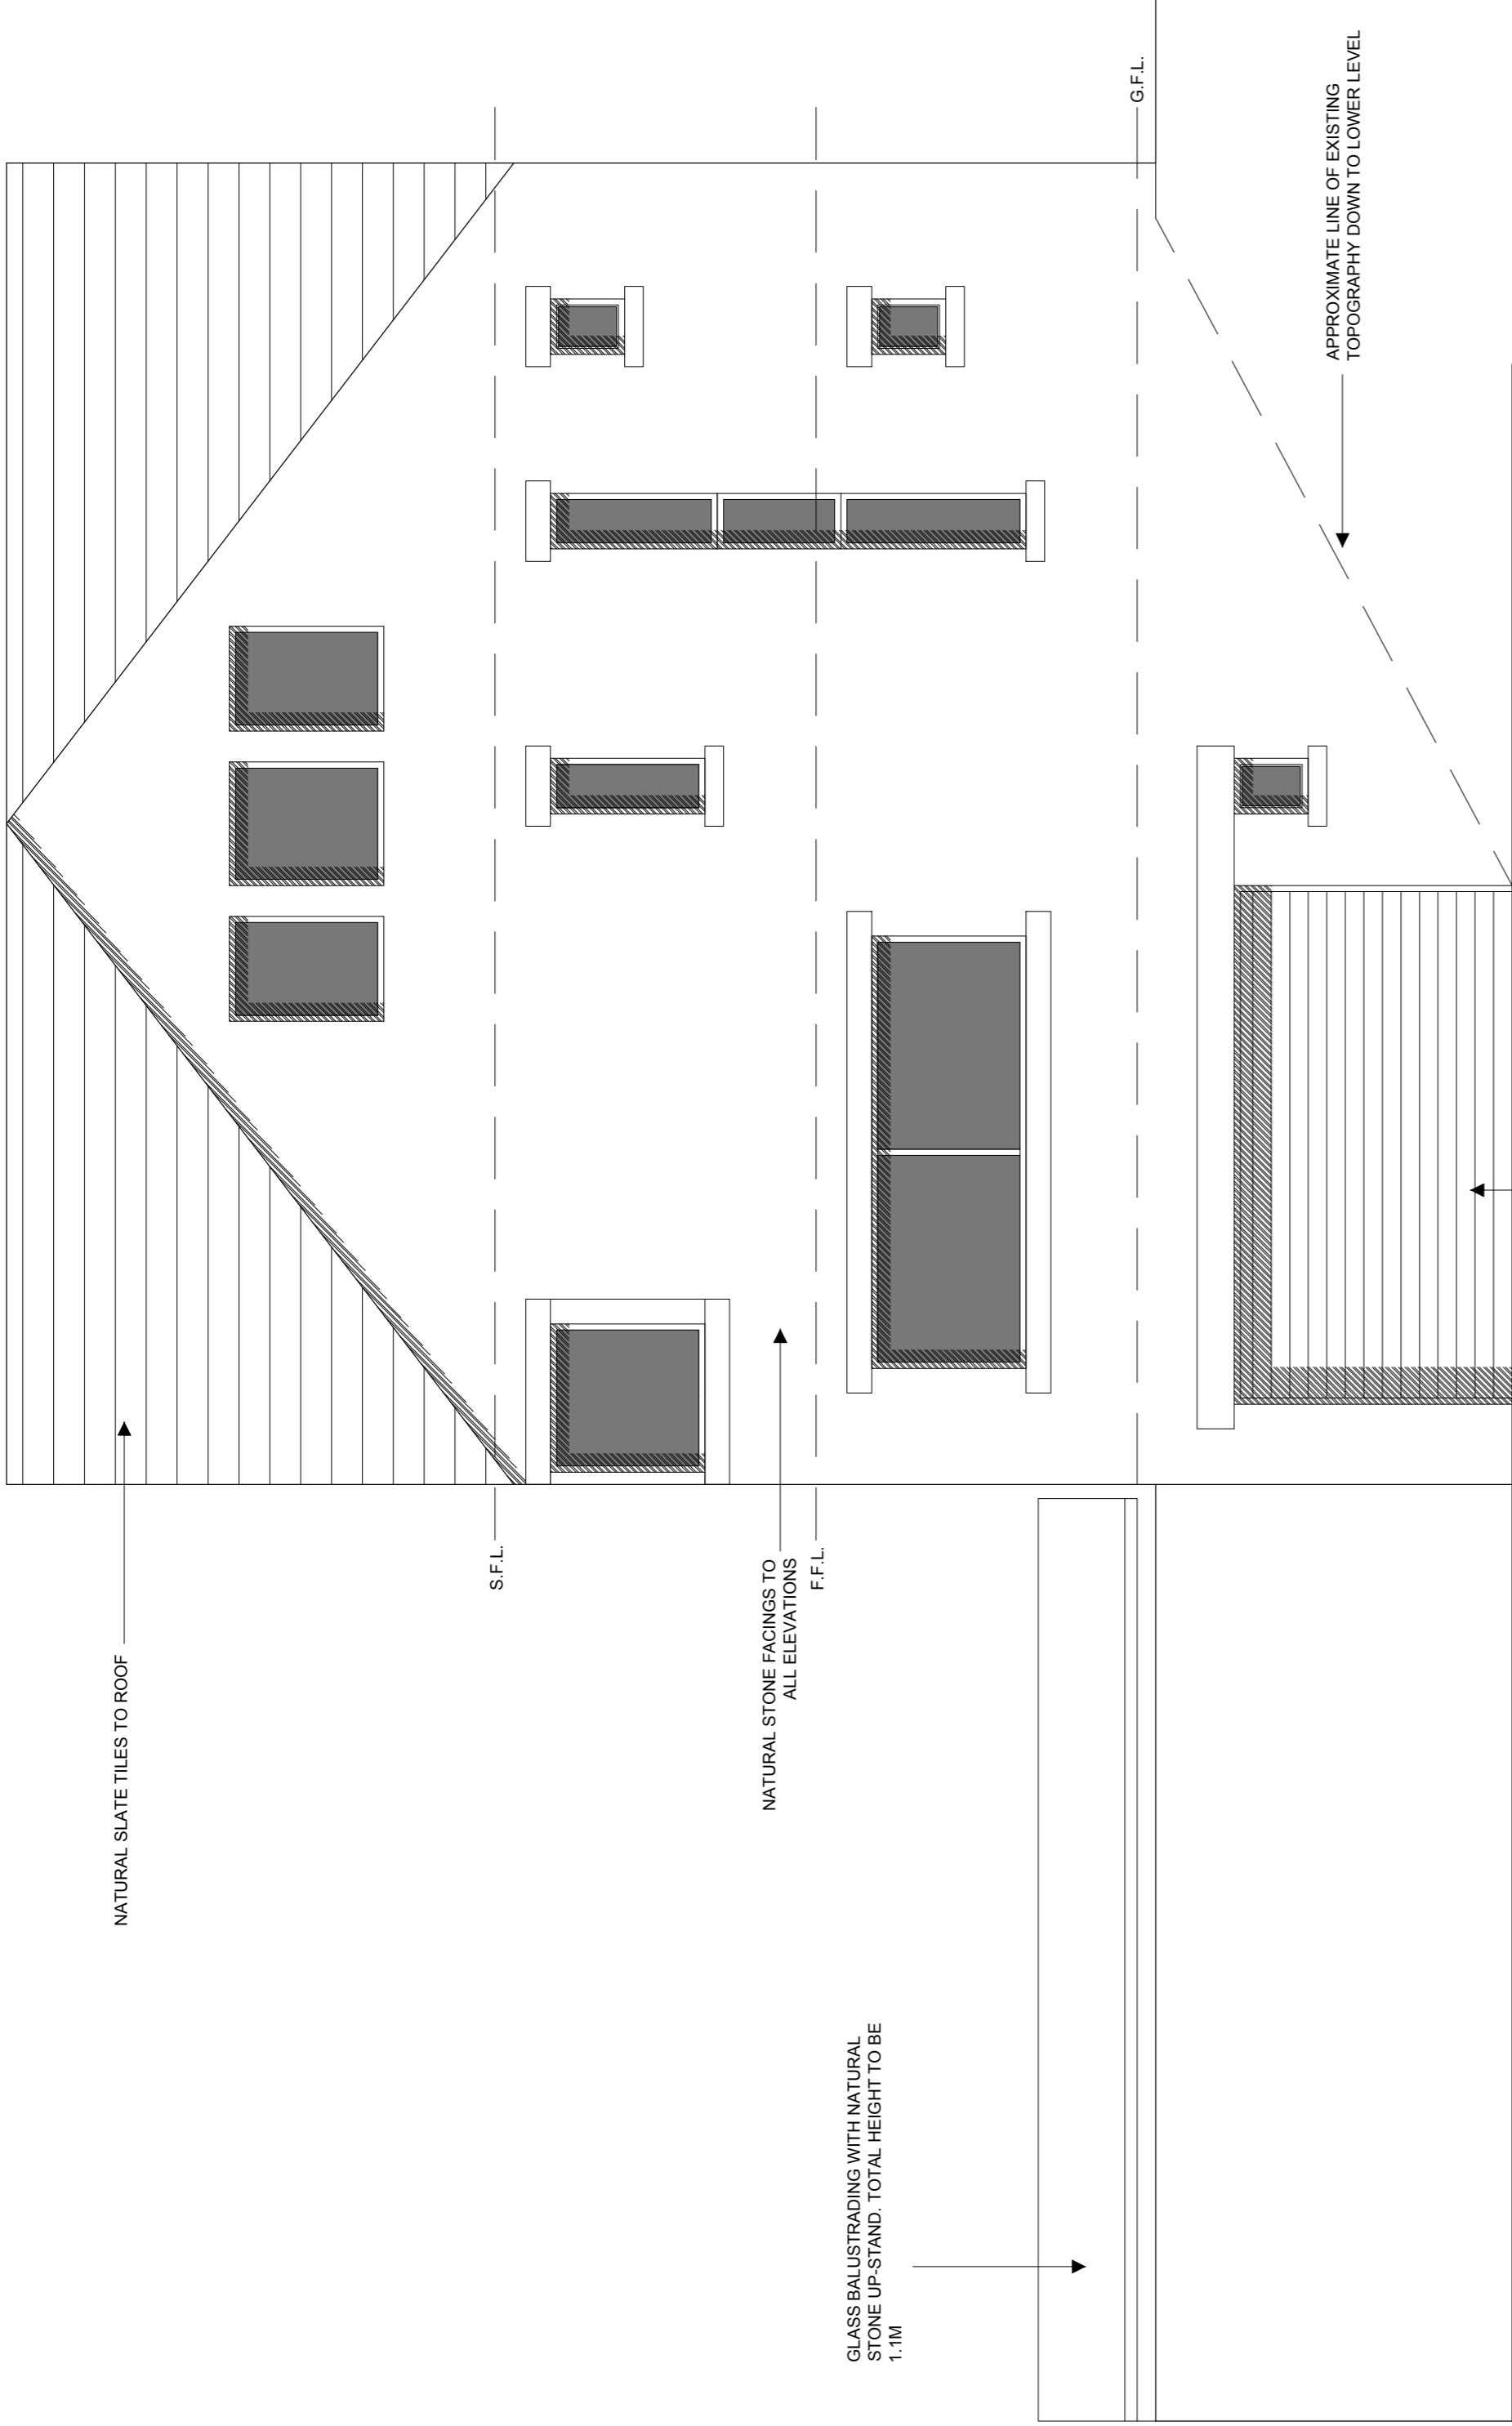 NATURAL SLATE TILES TO ROOF
S.F.L.
NATURAL STONE FACINGS TO
ALL ELEVATIONS
F.F.L.
GLASS BALUSTRADING WITH NATURAL
STONE UP-STAND. TOTAL HEIGHT TO BE
1.1M
G.F.L.
APPROXIMATE LINE OF EXISTING
TOPOGRAPHY DOWN TO LOWER LEVEL